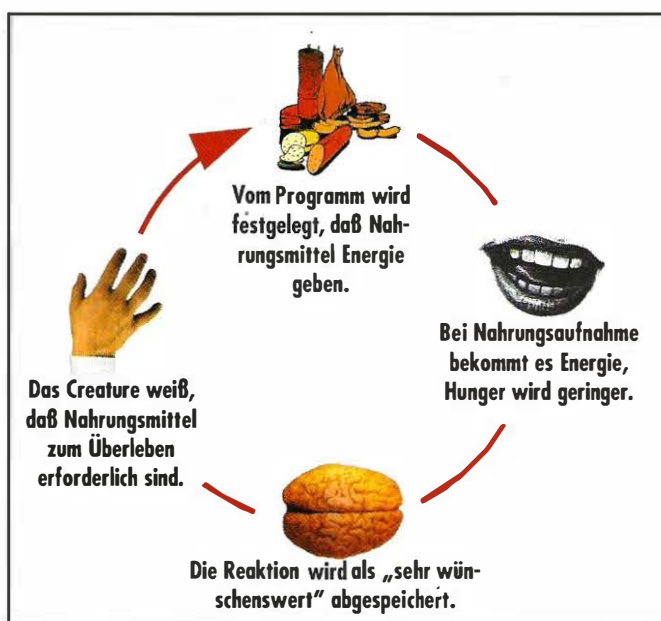 Vom Programm wird
festgelegt, daß Nah-
rungsmittel Energie
geben.
Bei Nahrungsaufnahme
bekommt es Energie,
Hunger wird geringer.
Die Reaktion wird als „sehr wün-
schenswert" abgespeichert.
Das Creature weiß,
daß Nahrungsmittel
zum Überleben
erforderlich sind.